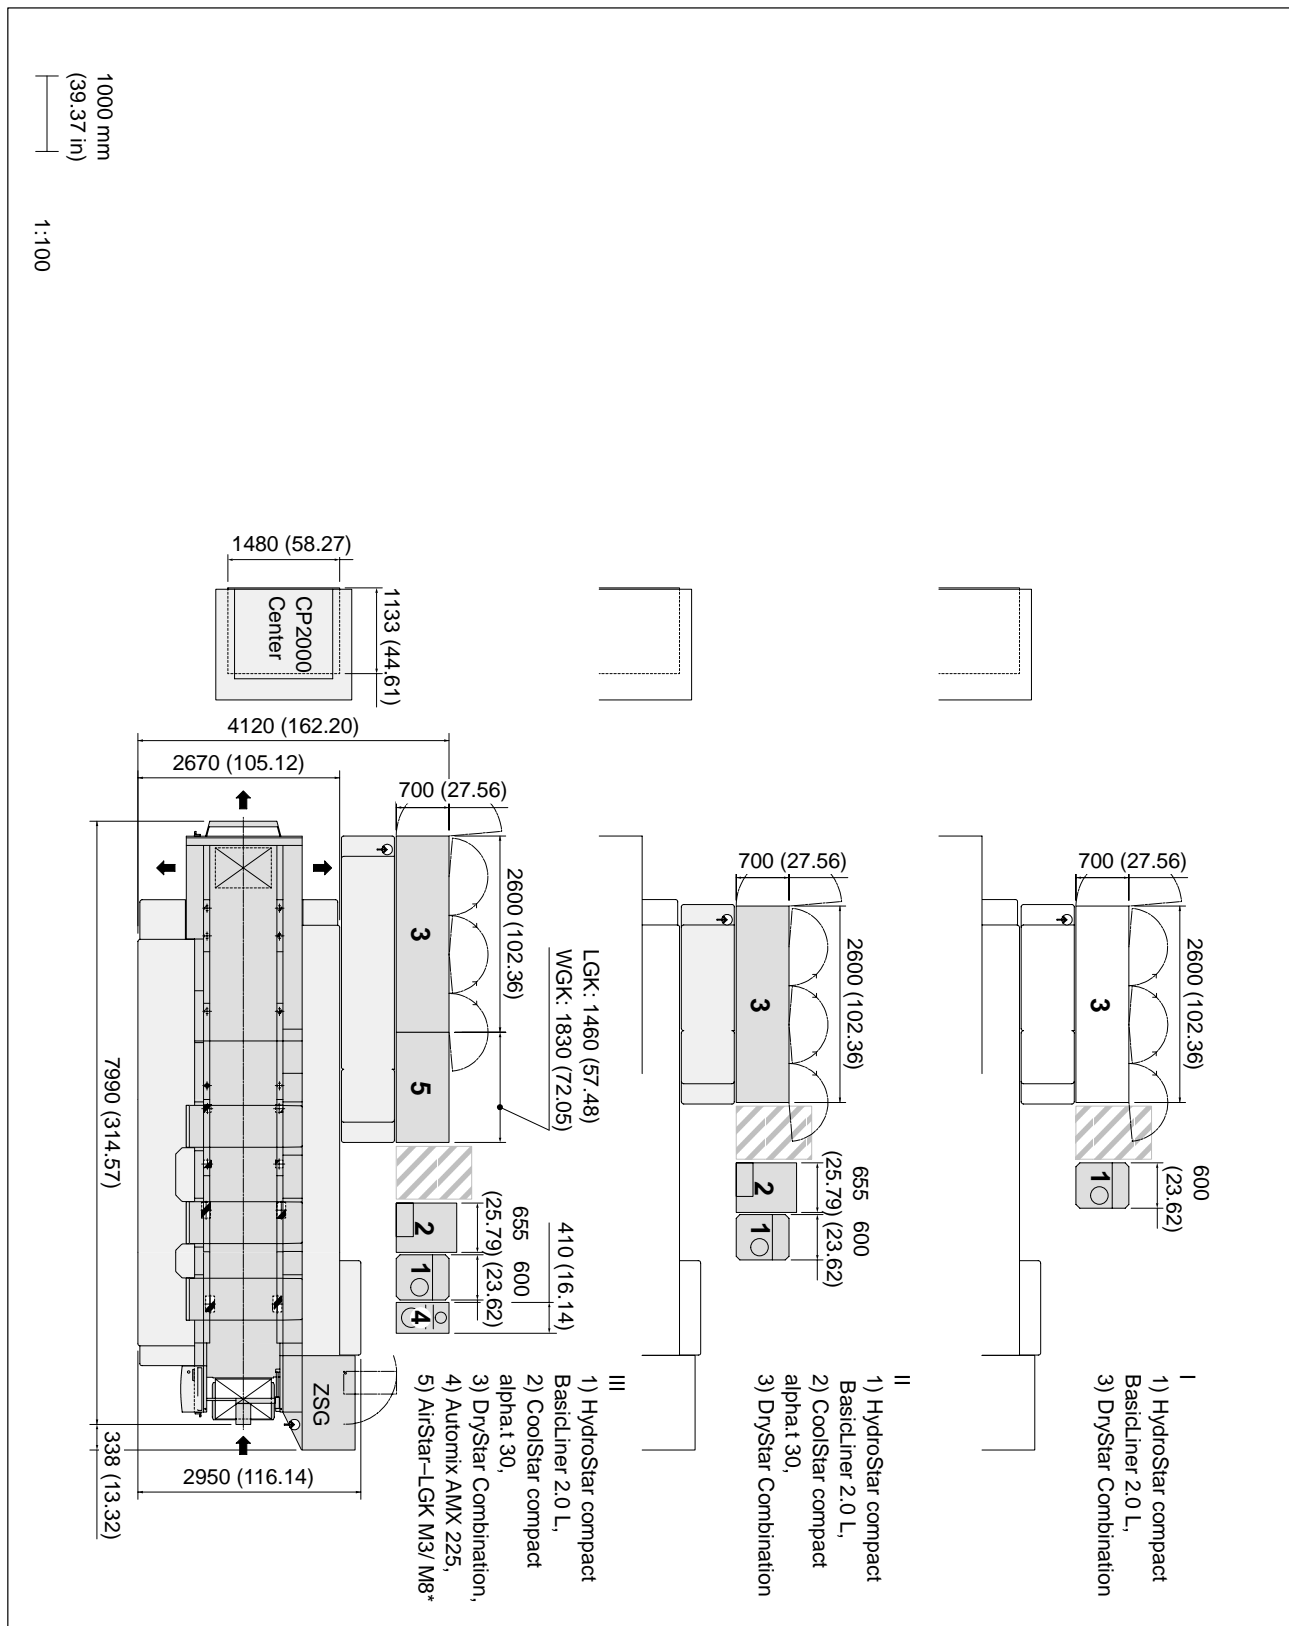 1000 mm
(39.37 in)
1:100
I
1) HydroStar compact
BasicLiner 2.0 L,
3) DryStar Combination
700 (27.56)
2600 (102.36)
3
1
600
(23.62)
II
1) HydroStar compact
BasicLiner 2.0 L,
2) CoolStar compact
alpha.t 30,
3) DryStar Combination
700 (27.56)
2600 (102.36)
3
2
1
655
(25.79)
600
(23.62)
III
1) HydroStar compact
BasicLiner 2.0 L,
2) CoolStar compact
alpha.t 30,
3) DryStar Combination,
4) Automix AMX 225,
5) AirStar–LGK M3/ M8*
1480 (58.27)
1133 (44.61)
CP2000
Center
4120 (162.20)
2670 (105.12)
700 (27.56)
2600 (102.36)
LGK: 1460 (57.48)
WGK: 1830 (72.05)
3
5
2
1
4
655
(25.79)
600
(23.62)
410 (16.14)
ZSG
7990 (314.57)
338 (13.32)
2950 (116.14)